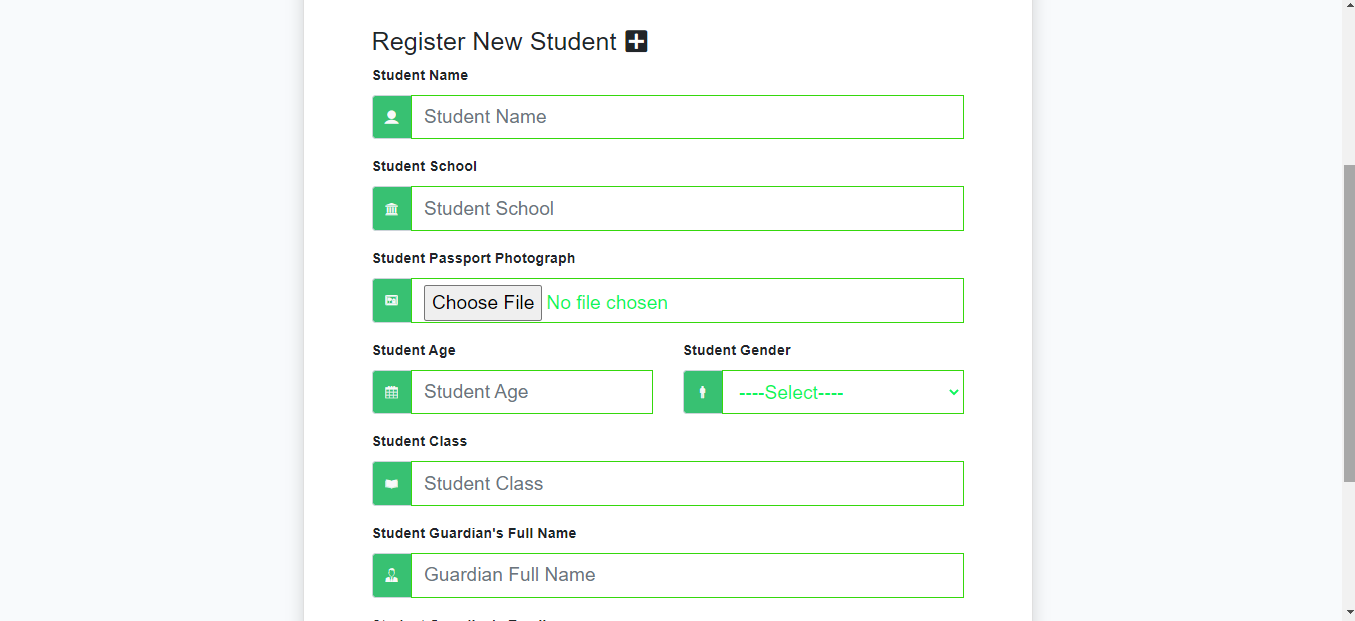 Register New Student
Student Name
Student Name
Student School
Student School
Student Passport Photograph
Choose File No file chosen
Student Age Student Gender
Student Age ----Select----
Student Class
Student Class
Student Guardian's Full Name
Guardian Full Name